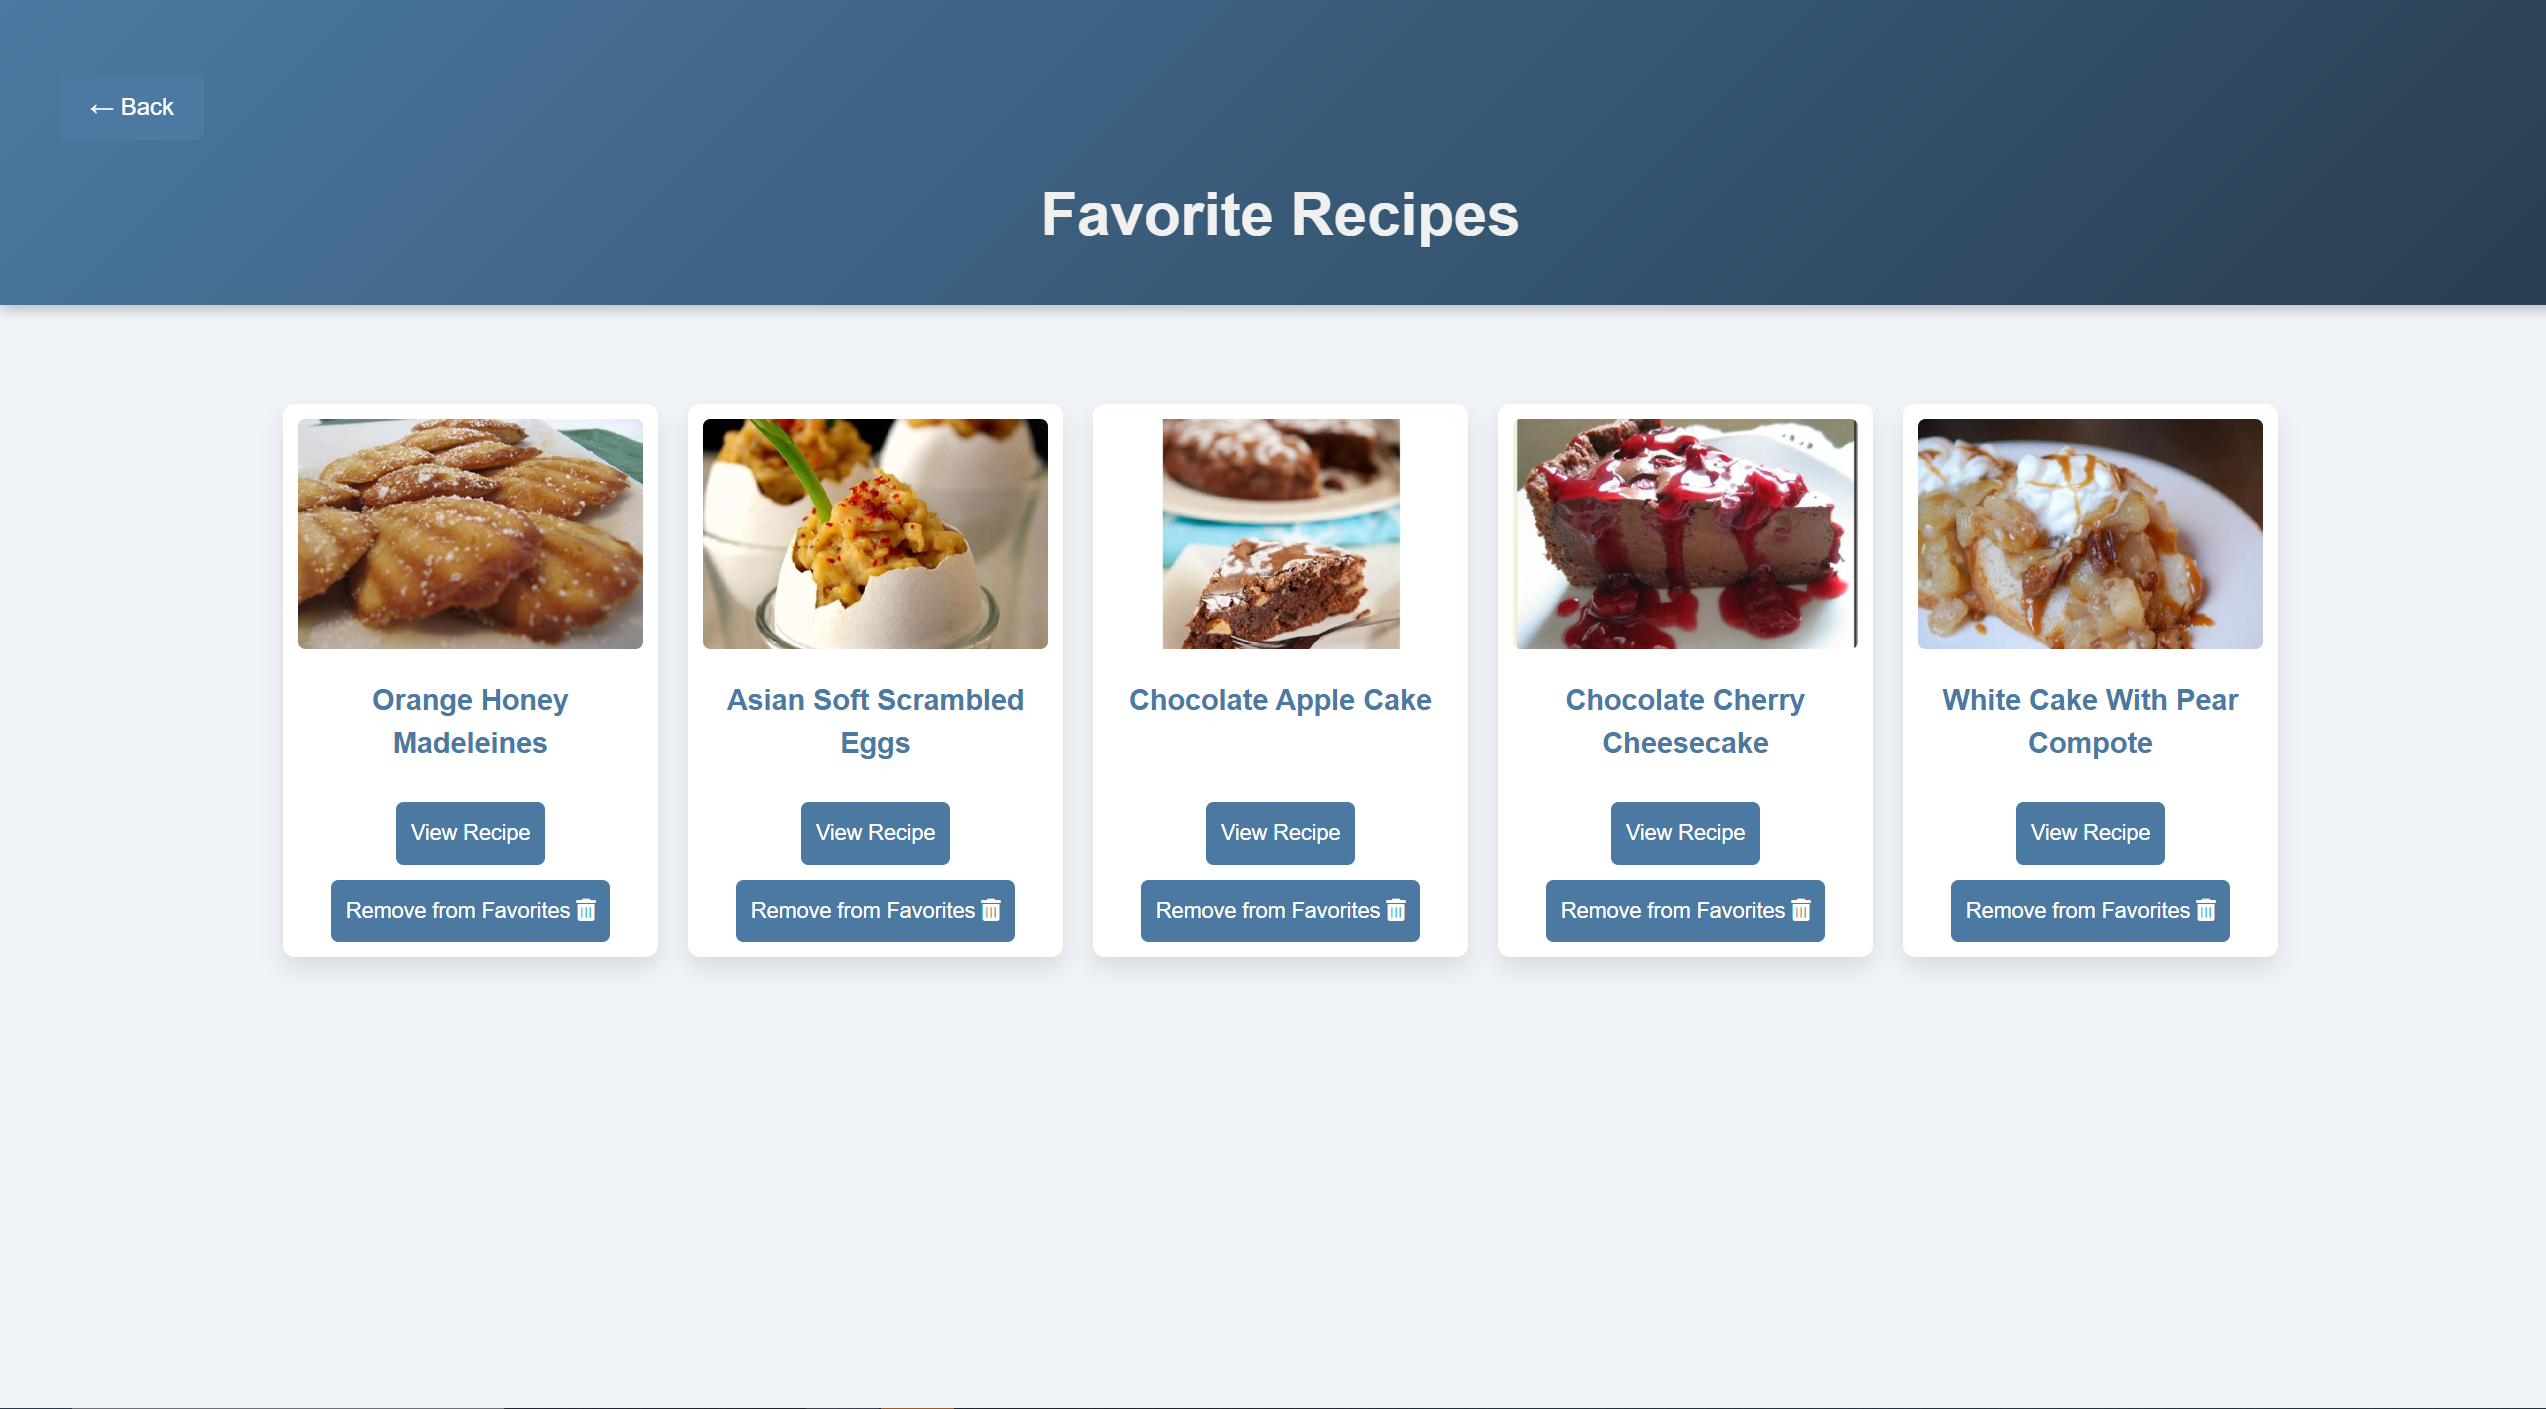 ← Back
Favorite Recipes
Orange Honey
Madeleines
View Recipe
Remove from Favorites
Asian Soft Scrambled
Eggs
View Recipe
Remove from Favorites
Chocolate Apple Cake
View Recipe
Remove from Favorites
Chocolate Cherry
Cheesecake
View Recipe
Remove from Favorites
White Cake With Pear
Compote
View Recipe
Remove from Favorites